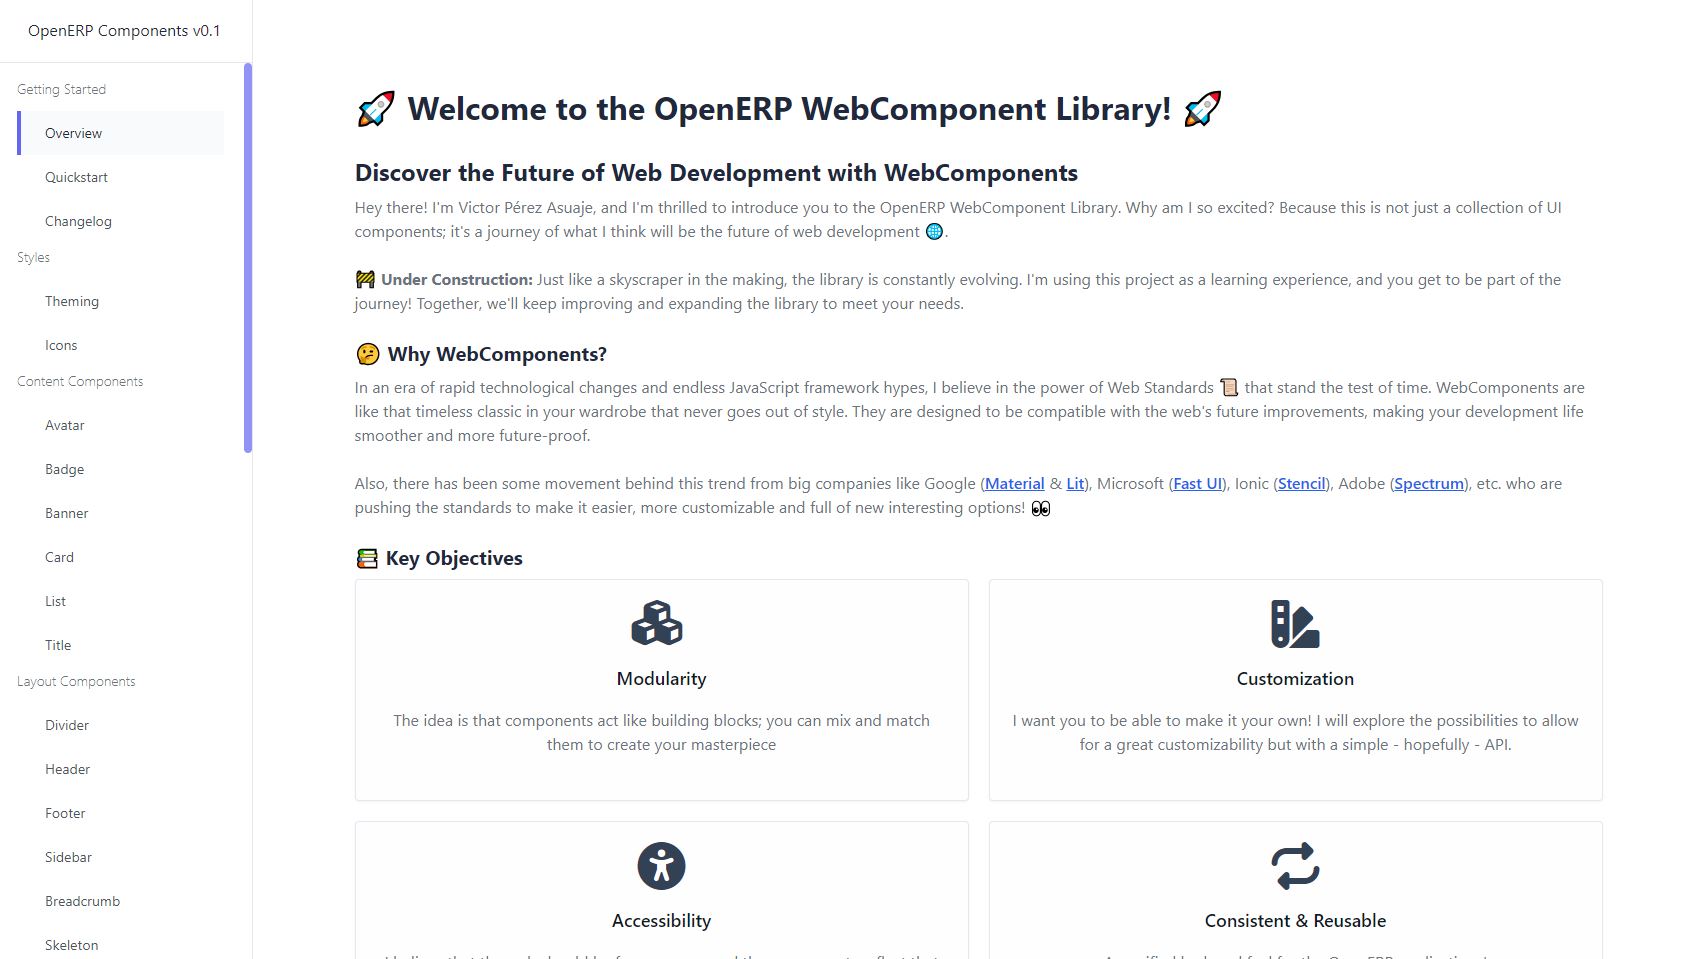 OpenERP Components v0.1
Getting Started
Overview
Quickstart
Changelog
Styles
Theming
Icons
Content Components
Avatar
Badge
Banner
Card
List
Title
Layout Components
Divider
Header
Footer
Sidebar
Breadcrumb
Skeleton
🚀 Welcome to the OpenERP WebComponent Library! 🚀
Discover the Future of Web Development with WebComponents
Hey there! I'm Victor Pérez Asuaje, and I'm thrilled to introduce you to the OpenERP WebComponent Library. Why am I so excited? Because this is not just a collection of UI
components; it's a journey of what I think will be the future of web development 🌐.
🚧 Under Construction: Just like a skyscraper in the making, the library is constantly evolving. I'm using this project as a learning experience, and you get to be part of the
journey! Together, we'll keep improving and expanding the library to meet your needs.
🤔 Why WebComponents?
In an era of rapid technological changes and endless JavaScript framework hypes, I believe in the power of Web Standards 📜 that stand the test of time. WebComponents are
like that timeless classic in your wardrobe that never goes out of style. They are designed to be compatible with the web's future improvements, making your development life
smoother and more future-proof.
Also, there has been some movement behind this trend from big companies like Google (Material & Lit), Microsoft (Fast UI), Ionic (Stencil), Adobe (Spectrum), etc. who are
pushing the standards to make it easier, more customizable and full of new interesting options! 👀
📚 Key Objectives
Modularity
The idea is that components act like building blocks; you can mix and match
them to create your masterpiece
Customization
I want you to be able to make it your own! I will explore the possibilities to allow
for a great customizability but with a simple - hopefully - API.
Accessibility
Consistent & Reusable